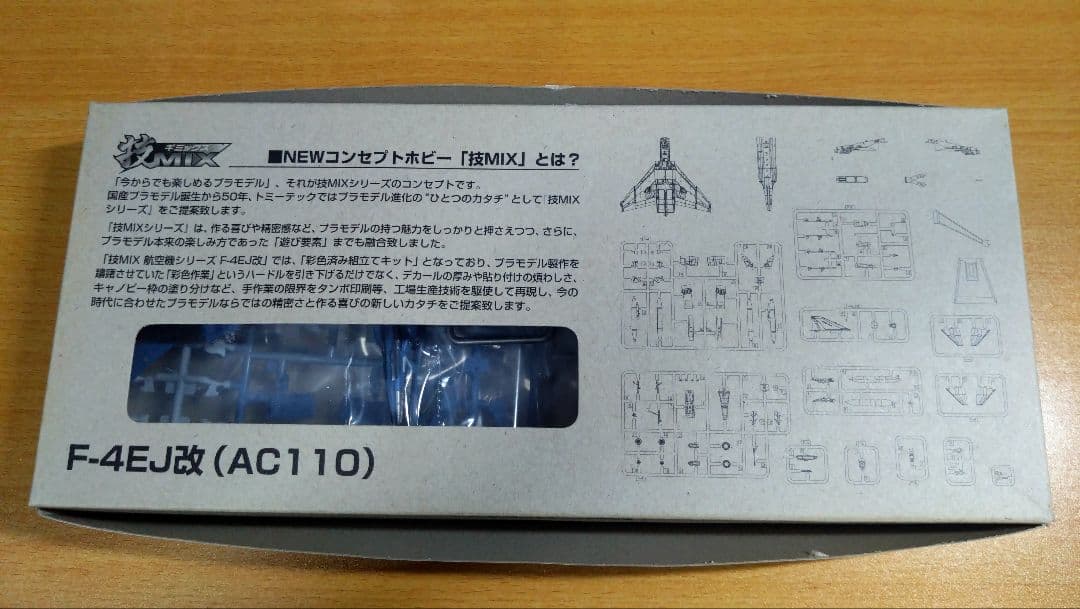 技MIX
ギミックス
■NEWコンセプトホビー「技MIX」とは?
「今からでも楽しめるプラモデル」、それが技MIXシリーズのコンセプトです。
国産プラモデル誕生から50年、トミーテックではプラモデル進化の"ひとつのカタチ"として「技MIX
シリーズ」をご提案致します。
「技MIXシリーズ」は、作る喜びや精密感など、プラモデルの持つ魅力をしっかりと押さえつつ、さらに、
プラモデル本来の楽しみ方であった「遊び要素」までも融合致しました。
「技MIX 航空機シリーズ F-4EJ改」では、「彩色済み組立てキット」となっており、プラモデル製作を
躊躇させていた「彩色作業」というハードルを引き下げるだけでなく、デカールの厚みや貼り付けの煩わしさ、
キャノピー枠の塗り分けなど、手作業の限界をタンポ印刷等、工場生産技術を駆使して再現し、今の
時代に合わせたプラモデルならではの精密さと作る喜びの新しいカタチをご提案致します。
F-4EJ改(AC110)